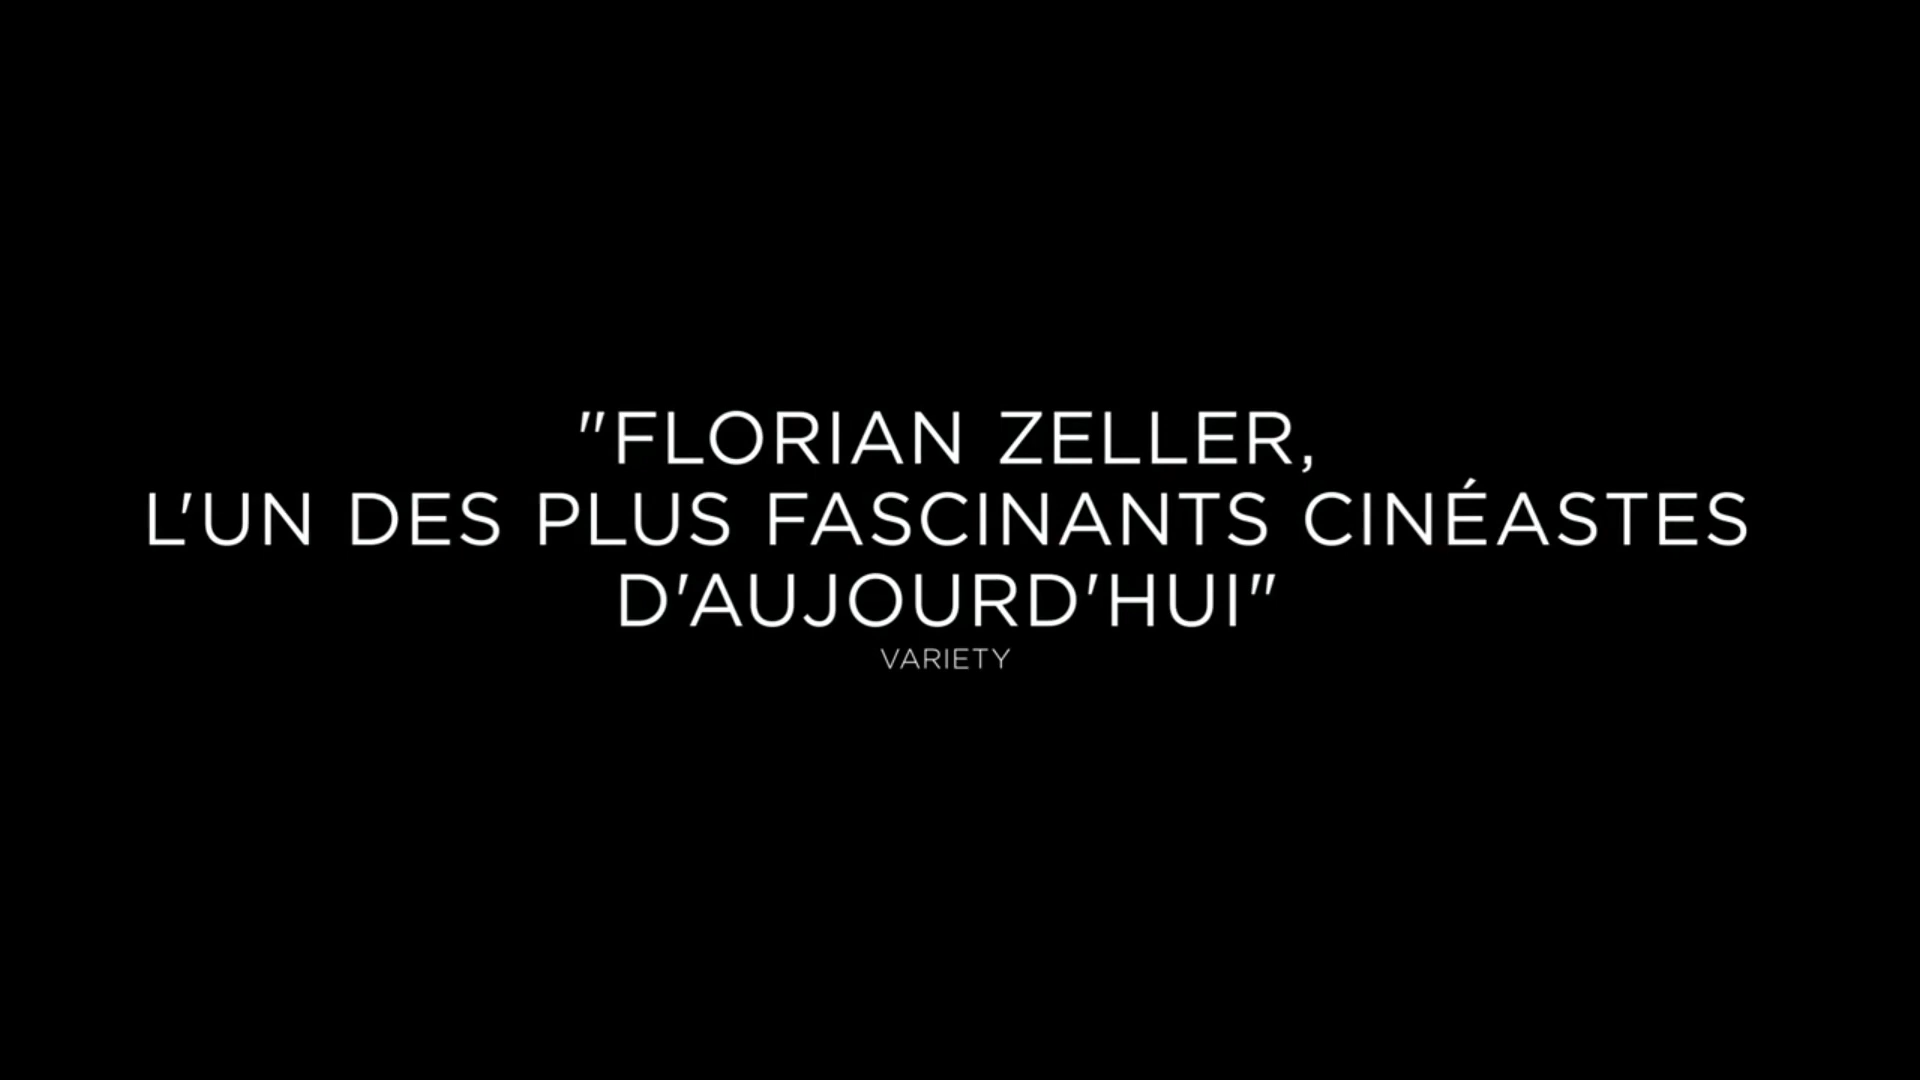 "FLORIAN ZELLER,
L'UN DES PLUS FASCINANTS CINÉASTES
D'AUJOURD'HUI"
VARIETY